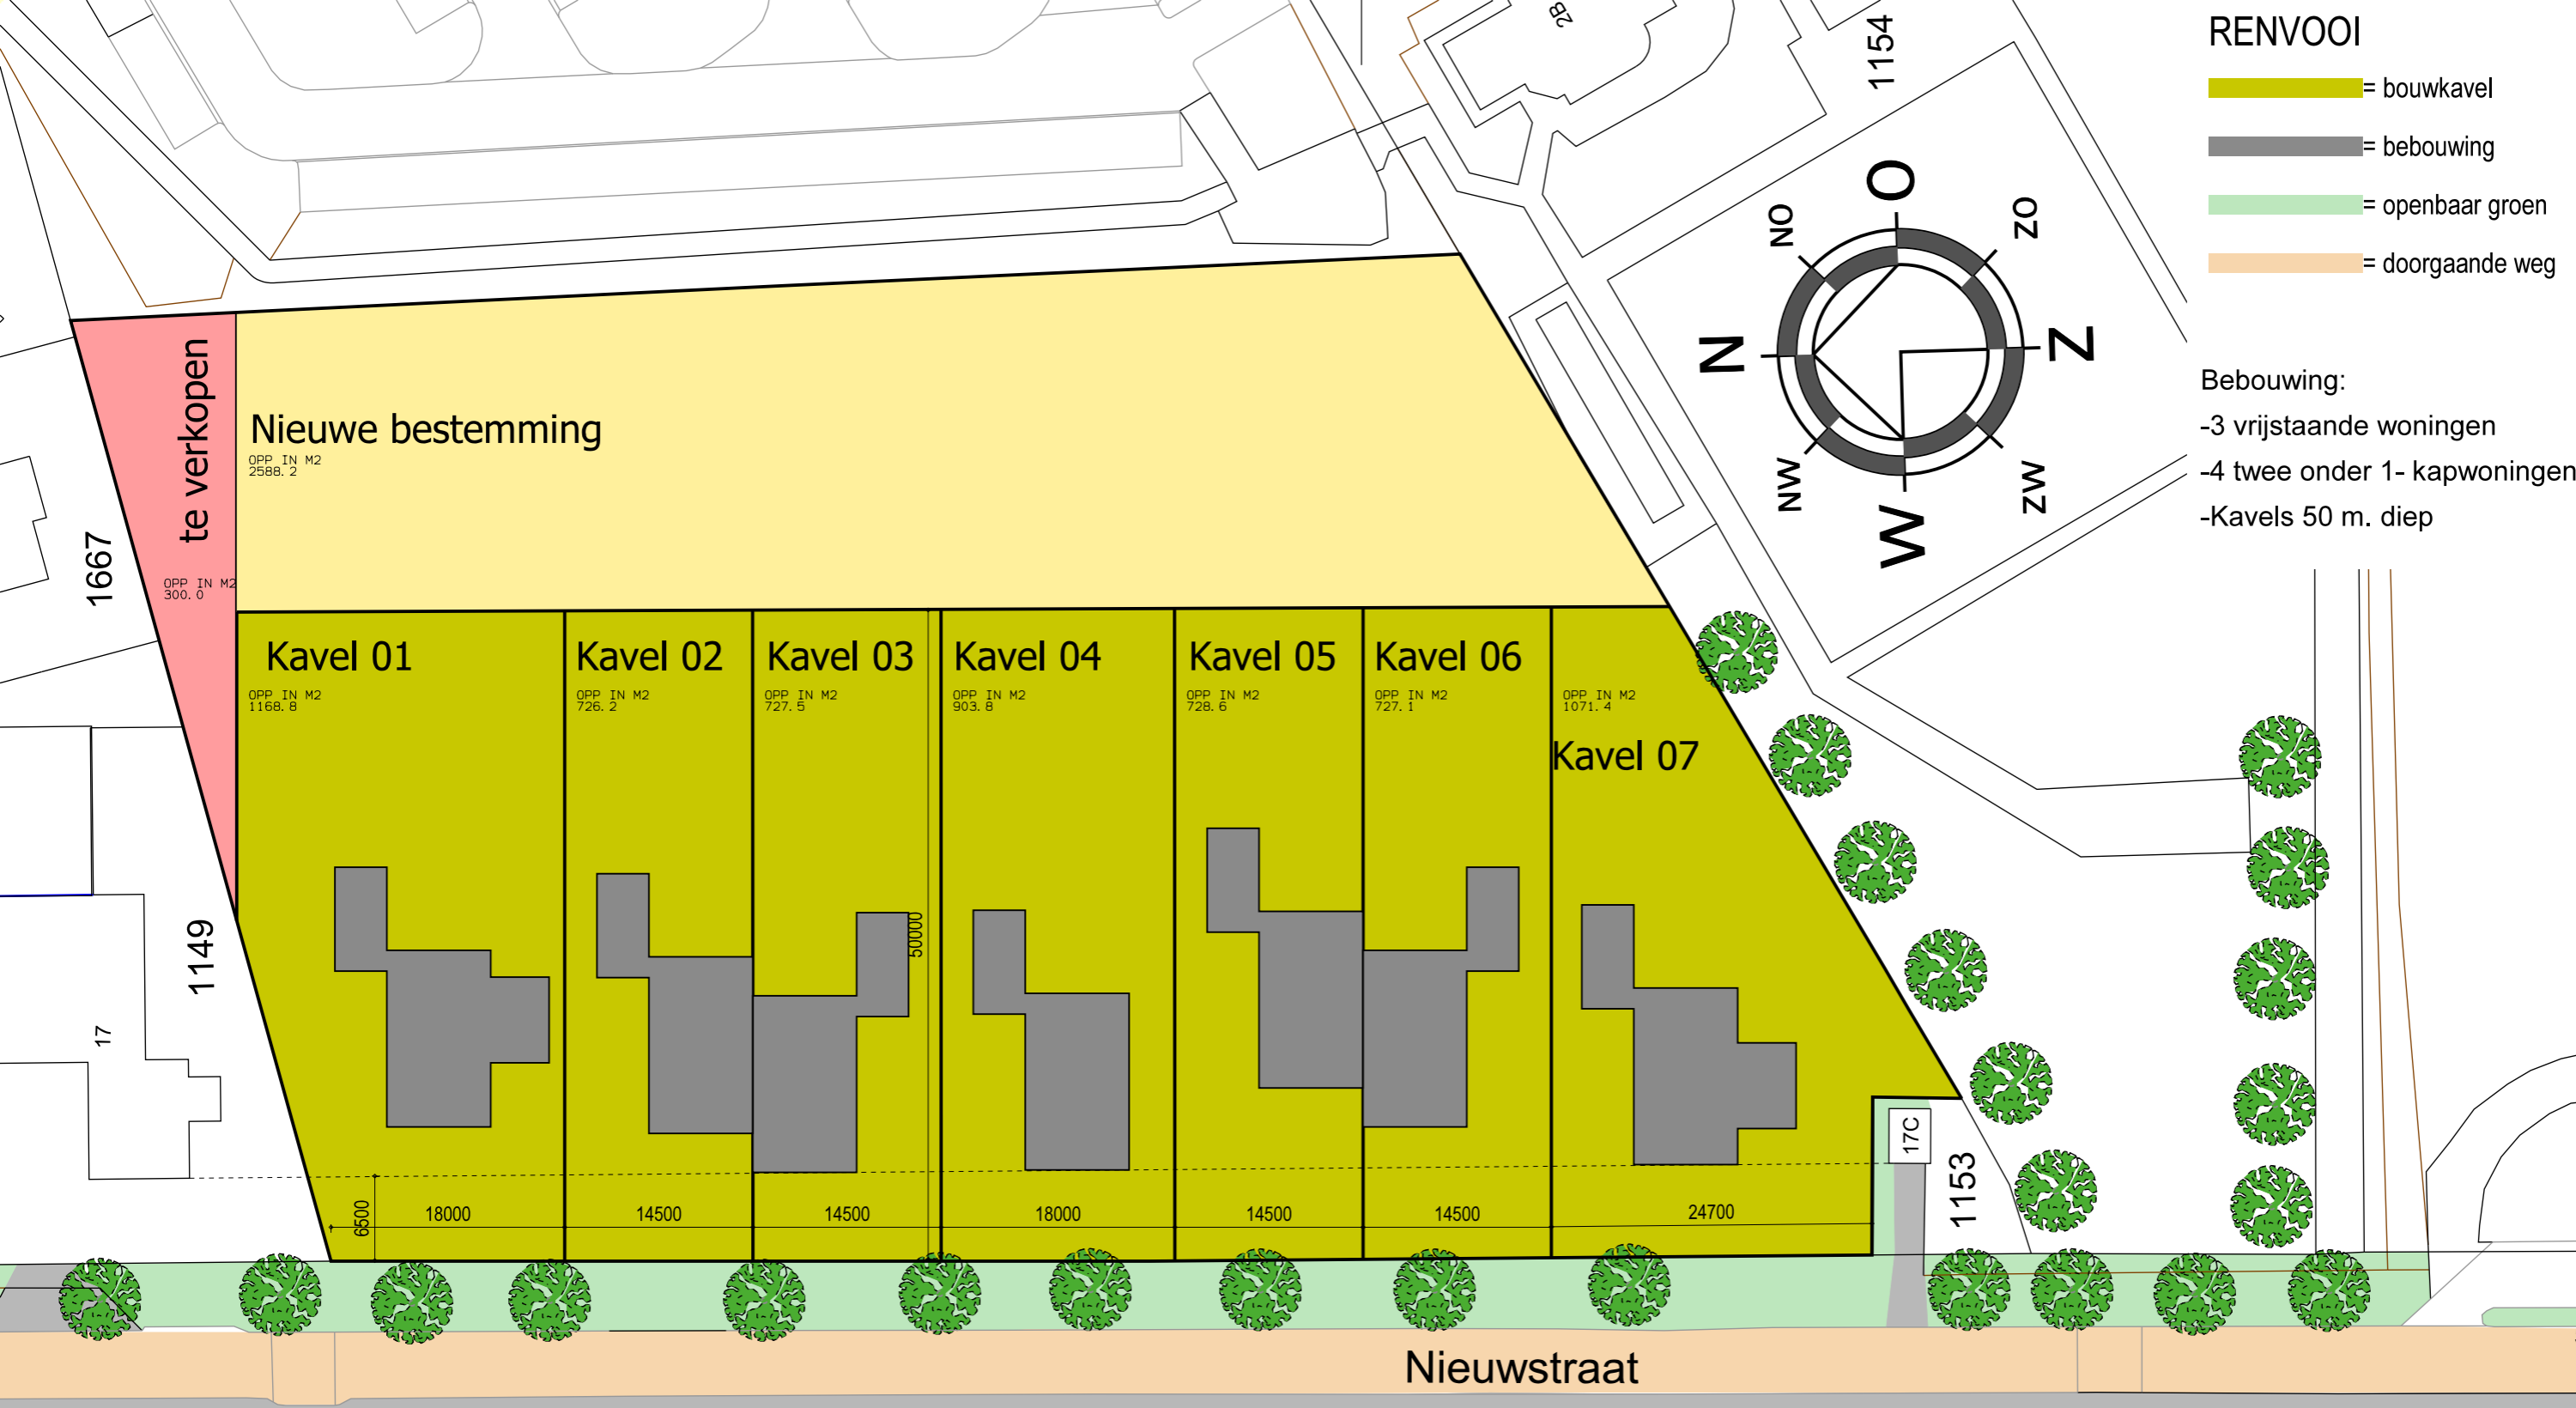 RENVOOI
= bouwkavel
= bebouwing
= openbaar groen
= doorgaande weg
Bebouwing:
-3 vrijstaande woningen
-4 twee onder 1- kapwoningen
-Kavels 50 m. diep
2B
1154
O
NO
ZO
N
Z
NW
ZW
W
te verkopen
OPP IN M2
300.0
Nieuwe bestemming
OPP IN M2
2588.2
1667
1149
17
Kavel 01
OPP IN M2
1168.8
Kavel 02
OPP IN M2
726.2
Kavel 03
OPP IN M2
727.5
Kavel 04
OPP IN M2
903.8
Kavel 05
OPP IN M2
728.6
Kavel 06
OPP IN M2
727.1
OPP IN M2
1071.4
Kavel 07
50000
6500
18000
14500
14500
18000
14500
14500
24700
17C
1153
Nieuwstraat